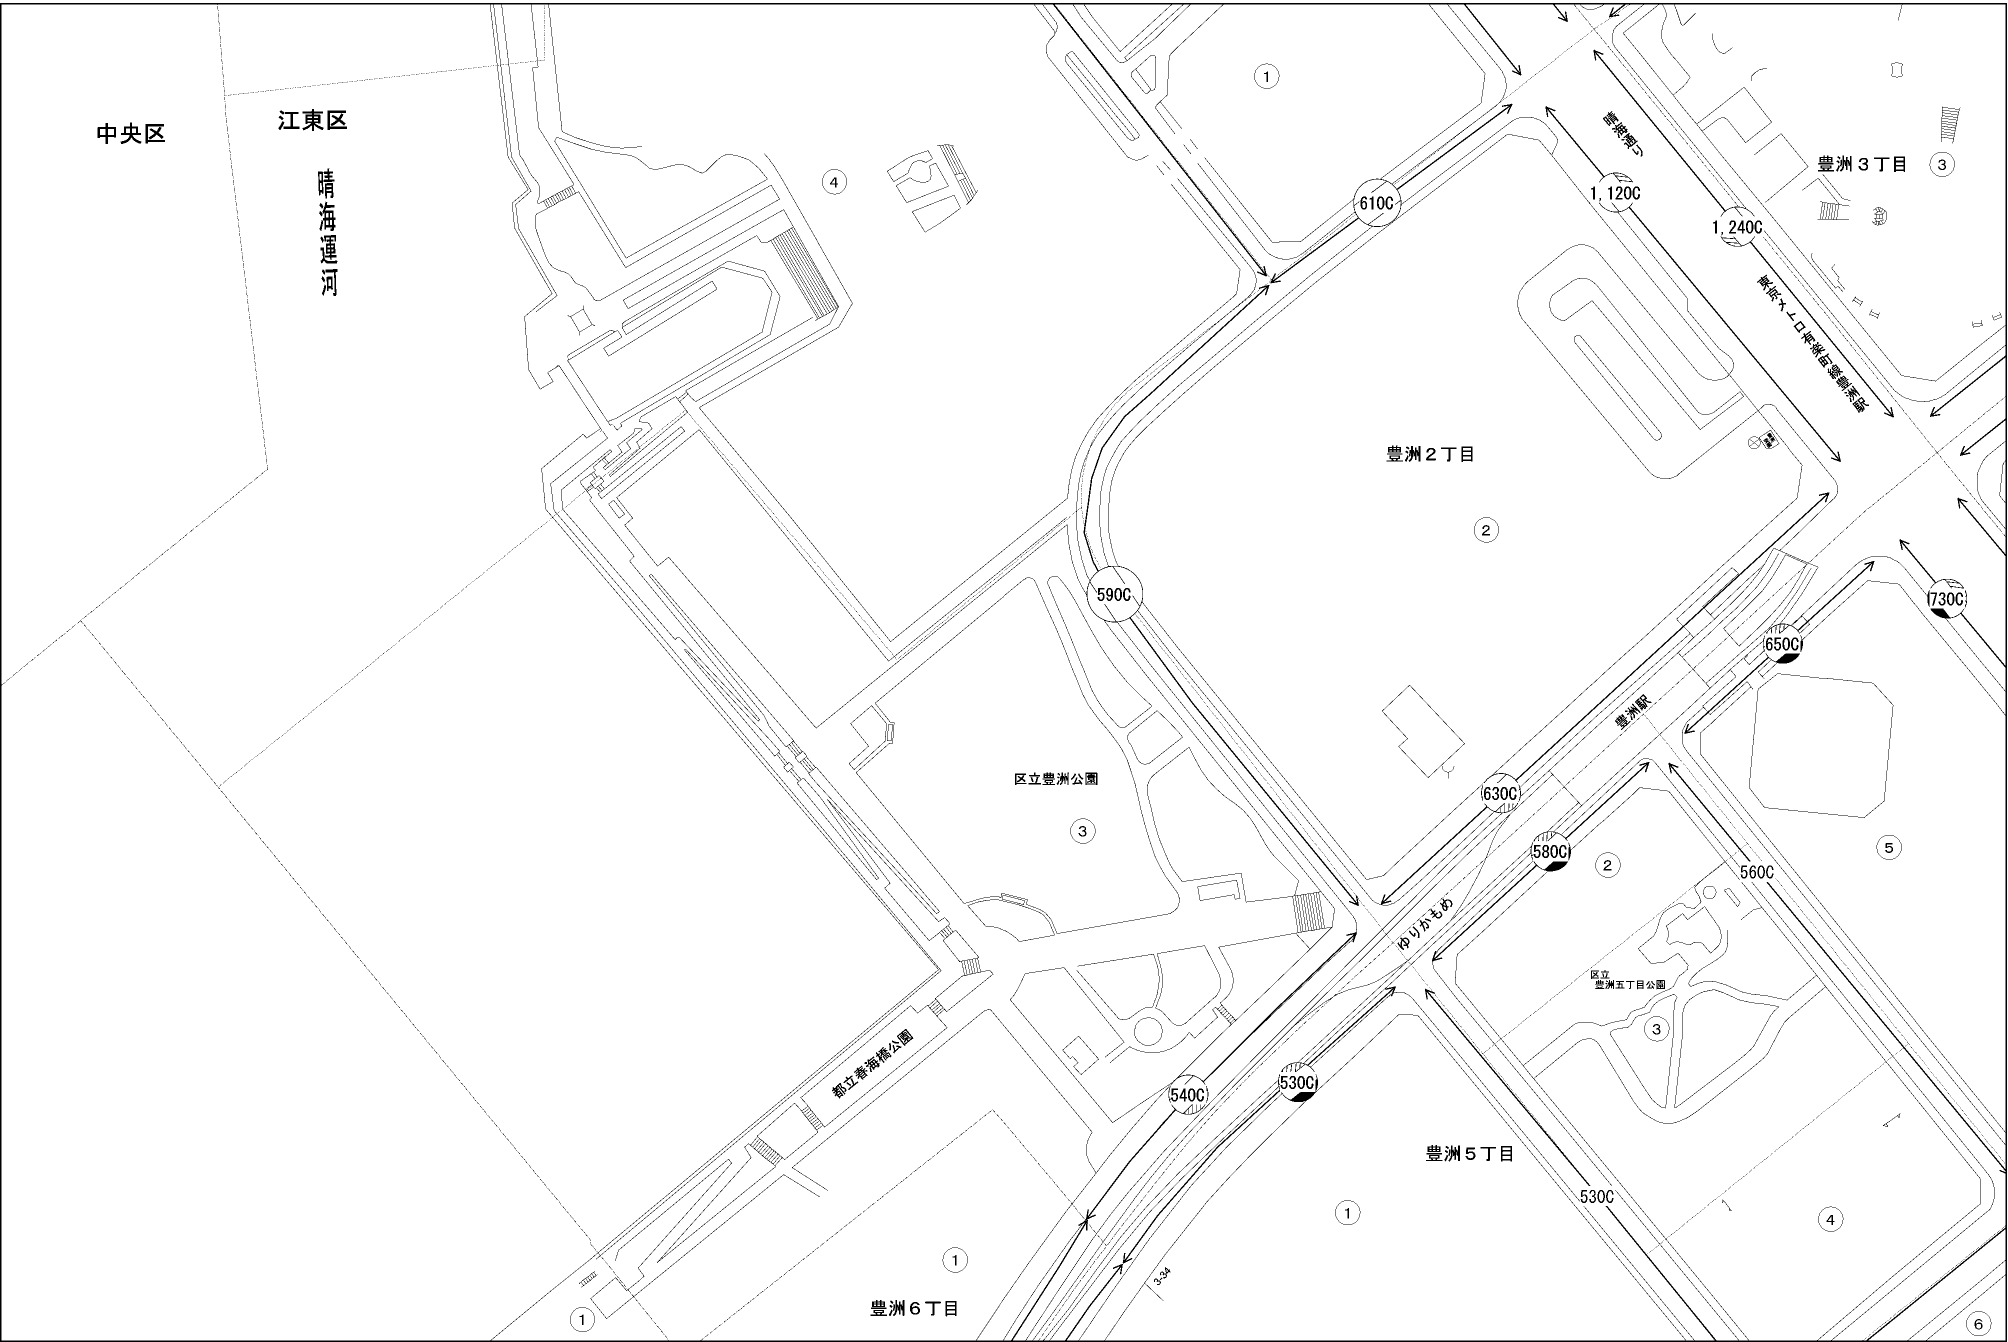 中央区
江東区
晴海運河
①
④
610C
晴海通り
1,120C
1,240C
豊洲3丁目
③
東京メトロ有楽町線豊洲駅
豊洲2丁目
②
590C
730C
650C
豊洲駅
区立豊洲公園
③
630C
580C
②
560C
⑤
ゆりかもめ
区立
豊洲五丁目公園
③
都立春海橋公園
540C
530C
豊洲5丁目
530C
①
④
①
3-34
豊洲6丁目
①
⑥